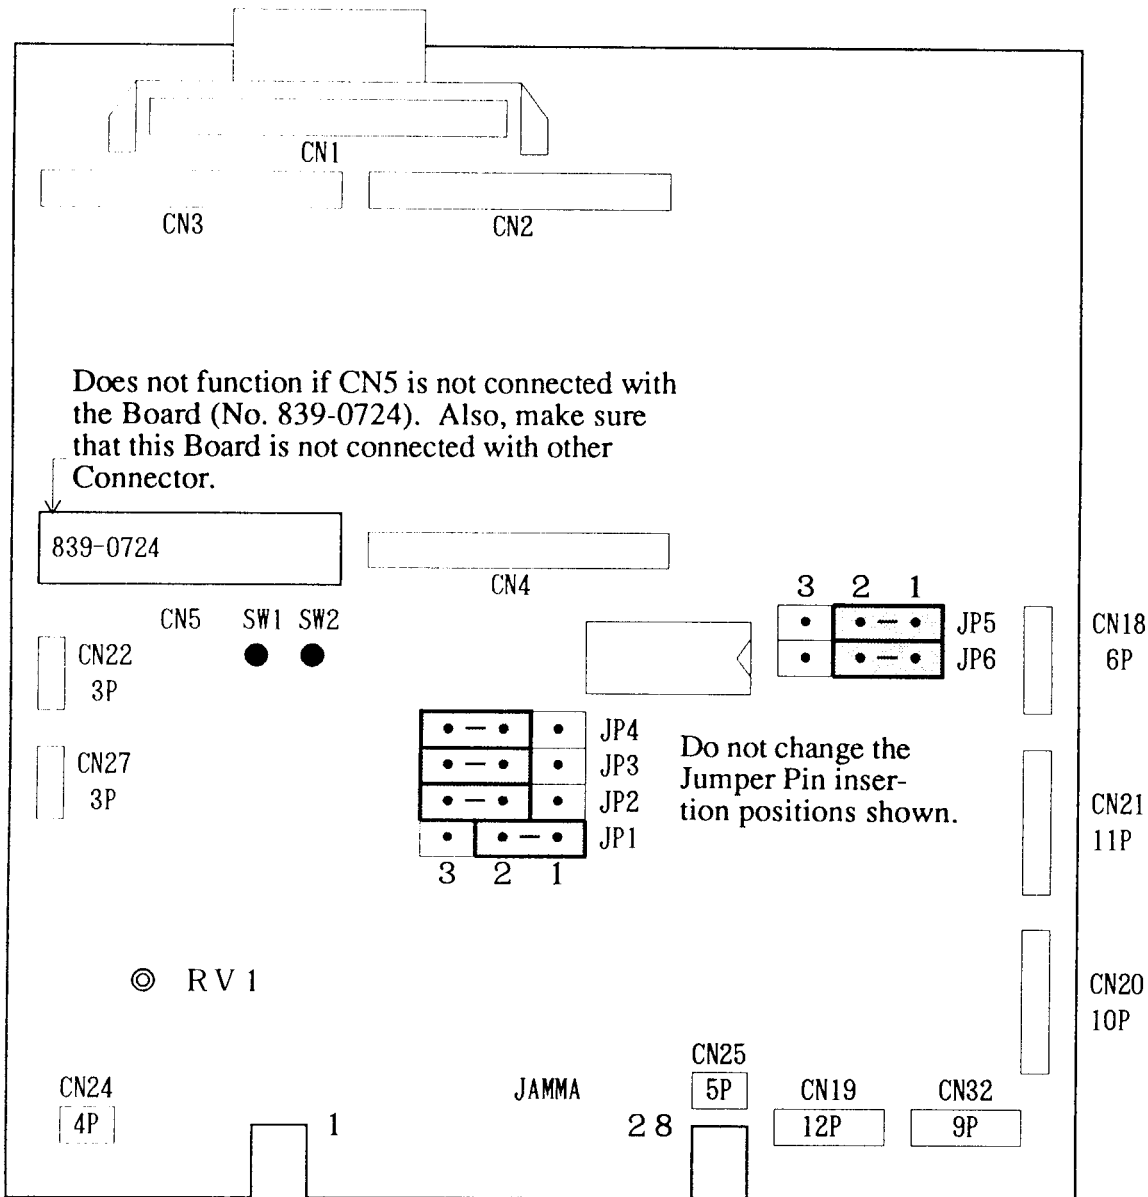 CN1
CN3
CN2
Does not function if CN5 is not connected with
the Board (No. 839-0724). Also, make sure
that this Board is not connected with other
Connector.
839-0724
CN4
CN5 SW1 SW2
3 2 1
JP5
JP6
CN18
6P
CN22
3P
CN27
3P
JP4
JP3
JP2
JP1
3 2 1
Do not change the
Jumper Pin inser-
tion positions shown.
CN21
11P
RV1
CN20
10P
CN24
4P
1
JAMMA
28
CN25
5P
CN19
12P
CN32
9P